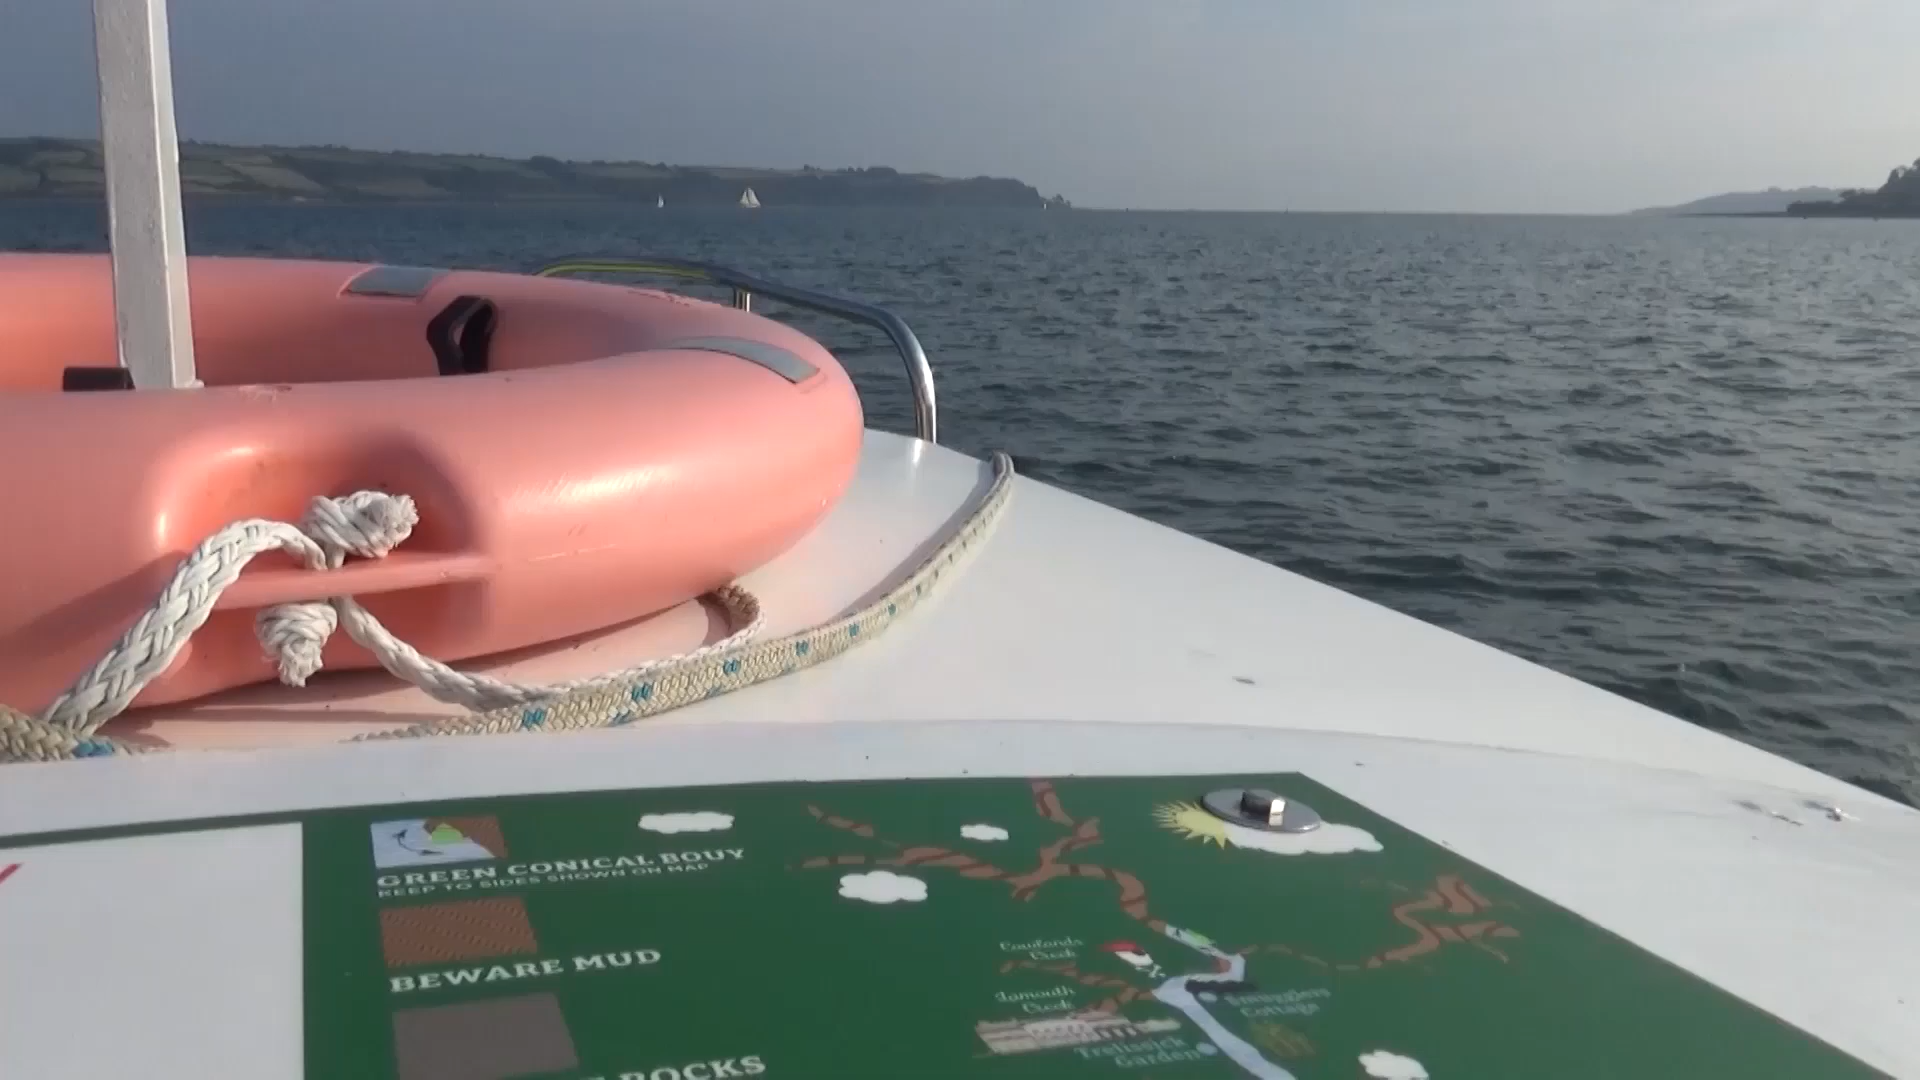 GREEN CONICAL BOUY
KEEP TO SIDES SHOWN ON MAP
BEWARE MUD
ROCKS
Cowlands
Creek
Lamouth
Creek
Smugglers
Cottage
Trelissick
Garden